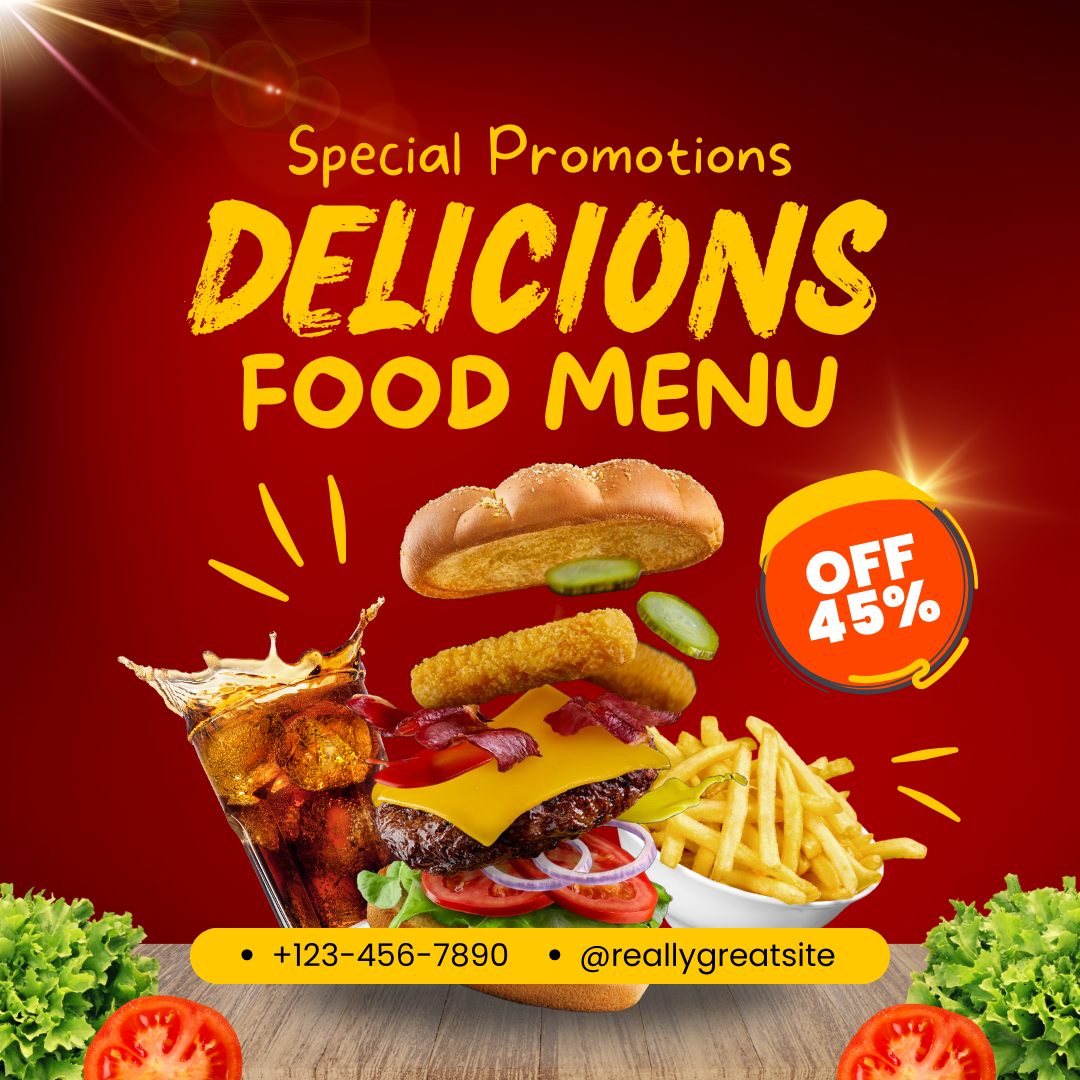 Special Promotions
DELICIONS
FOOD MENU
OFF
45%
• +123-456-7890 • @reallygreatsite